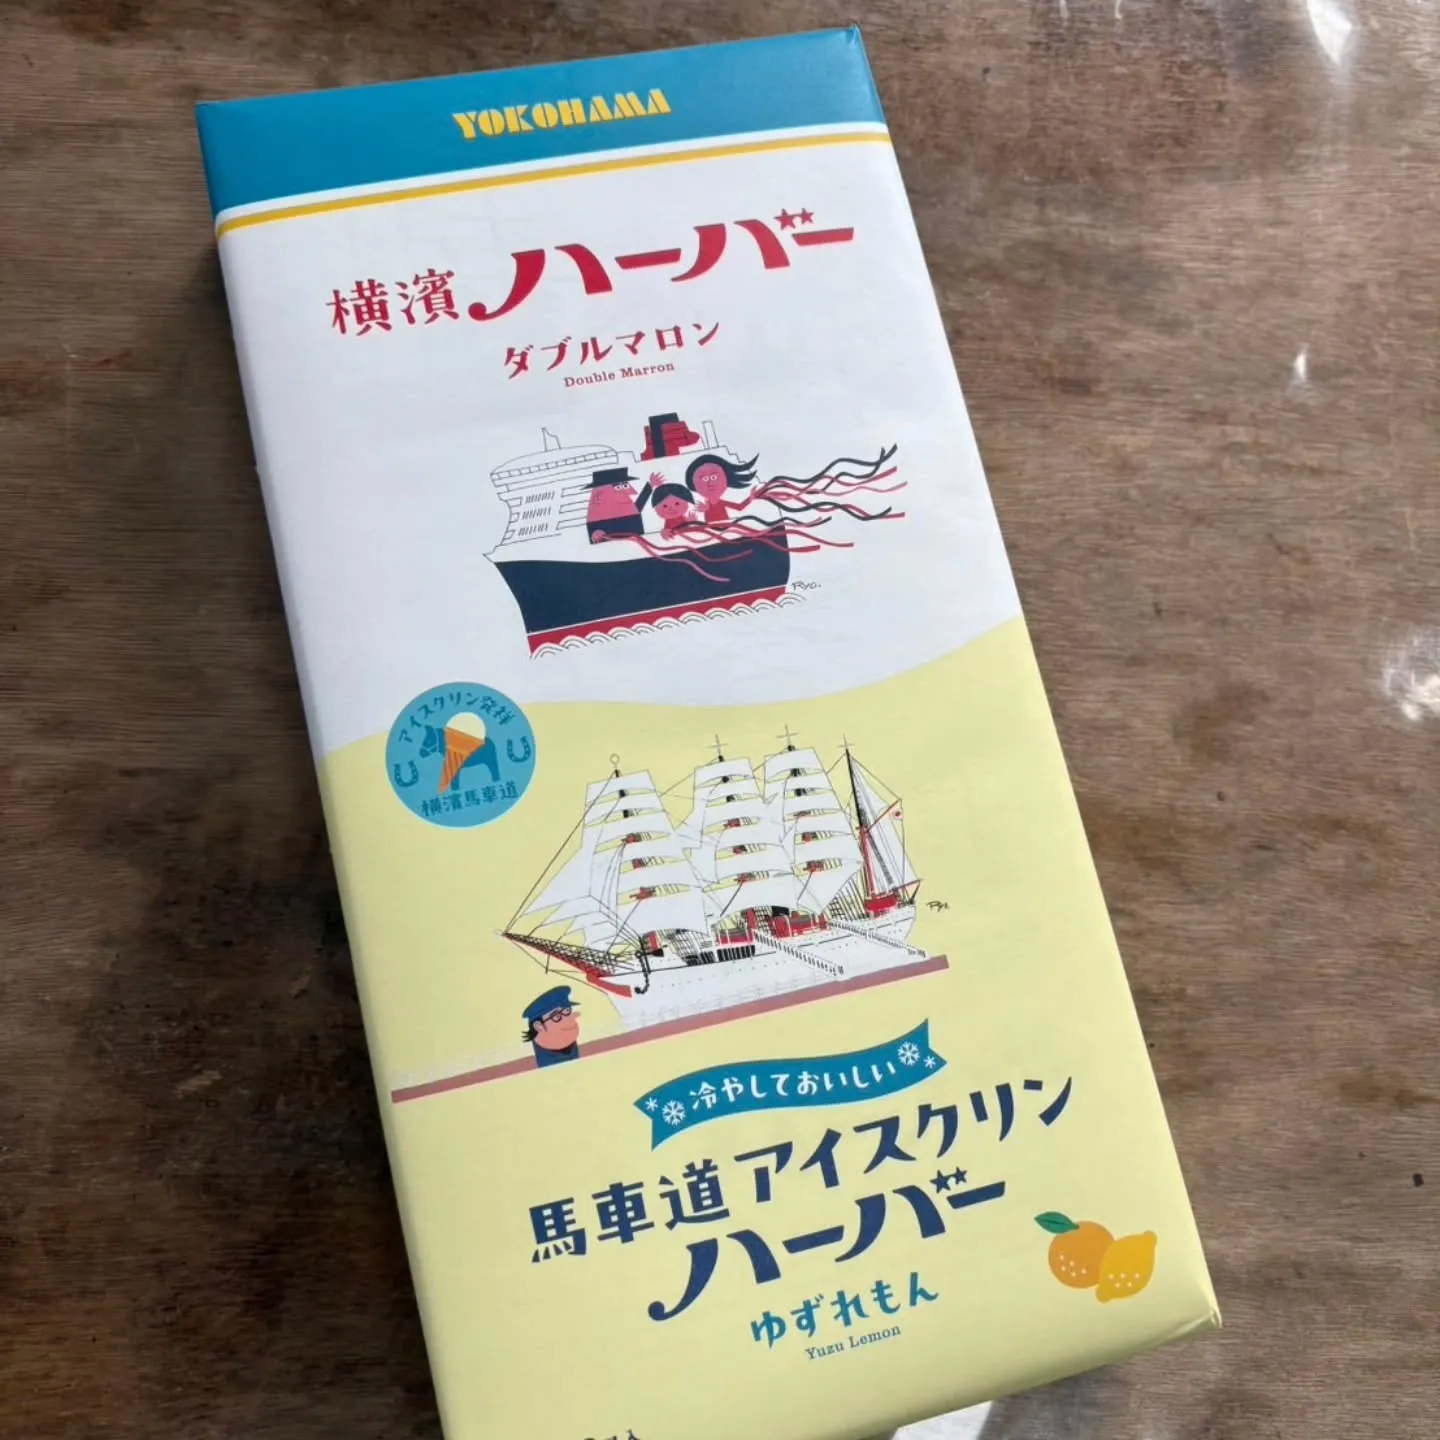 YOKOHAMA
横濱ハーバー
ダブルマロン
Double Marron
Ryo.
アイスクリン発祥
横濱馬車道
Ryo.
冷やしておいしい
馬車道アイスクリン
ハーバー
ゆずれもん
Yuzu Lemon